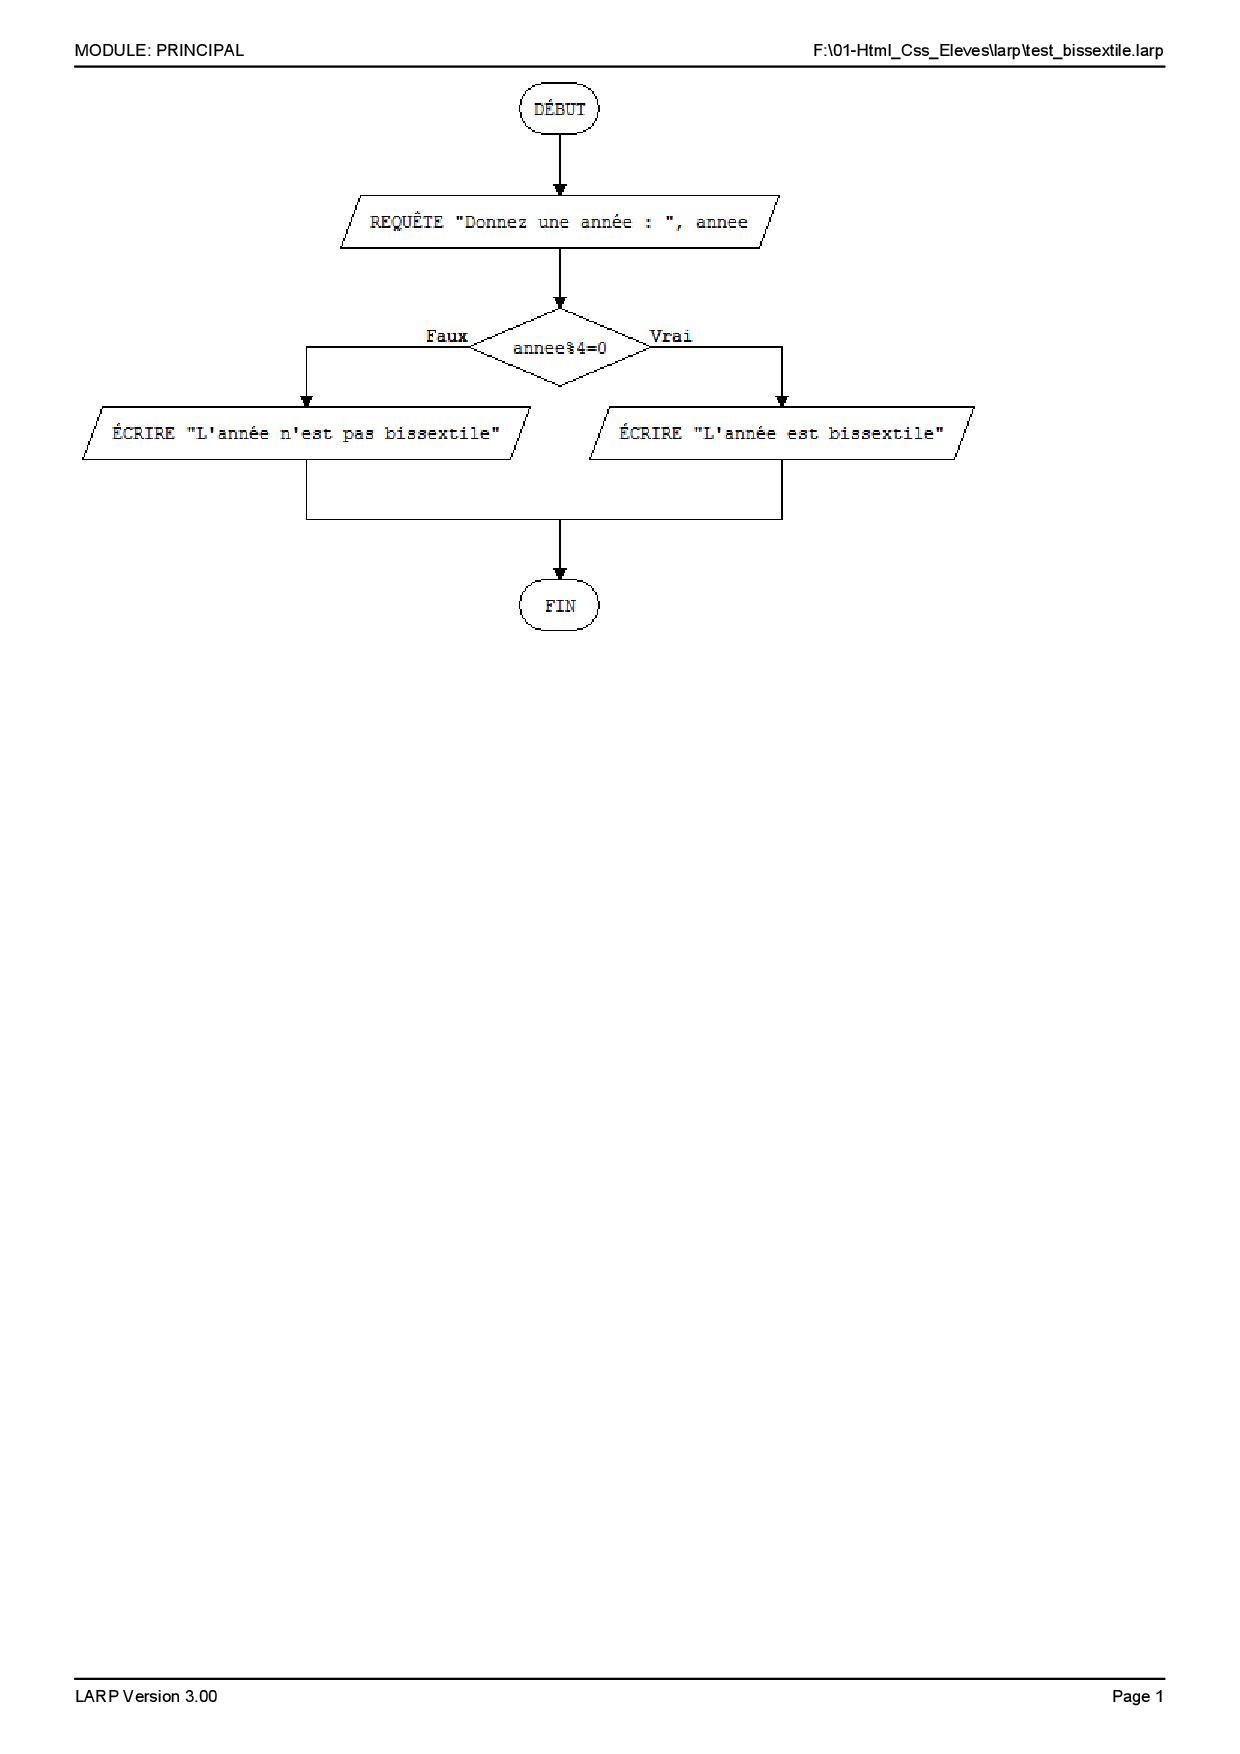 MODULE: PRINCIPAL F:\01-Html_Css_Eleves\larp\test_bissextile.larp
DÉBUT
REQUÊTE "Donnez une année : ", annee
Faux Vrai
annee%4=0
ÉCRIRE "L'année n'est pas bissextile" ÉCRIRE "L'année est bissextile"
FIN
LARP Version 3.00 Page 1